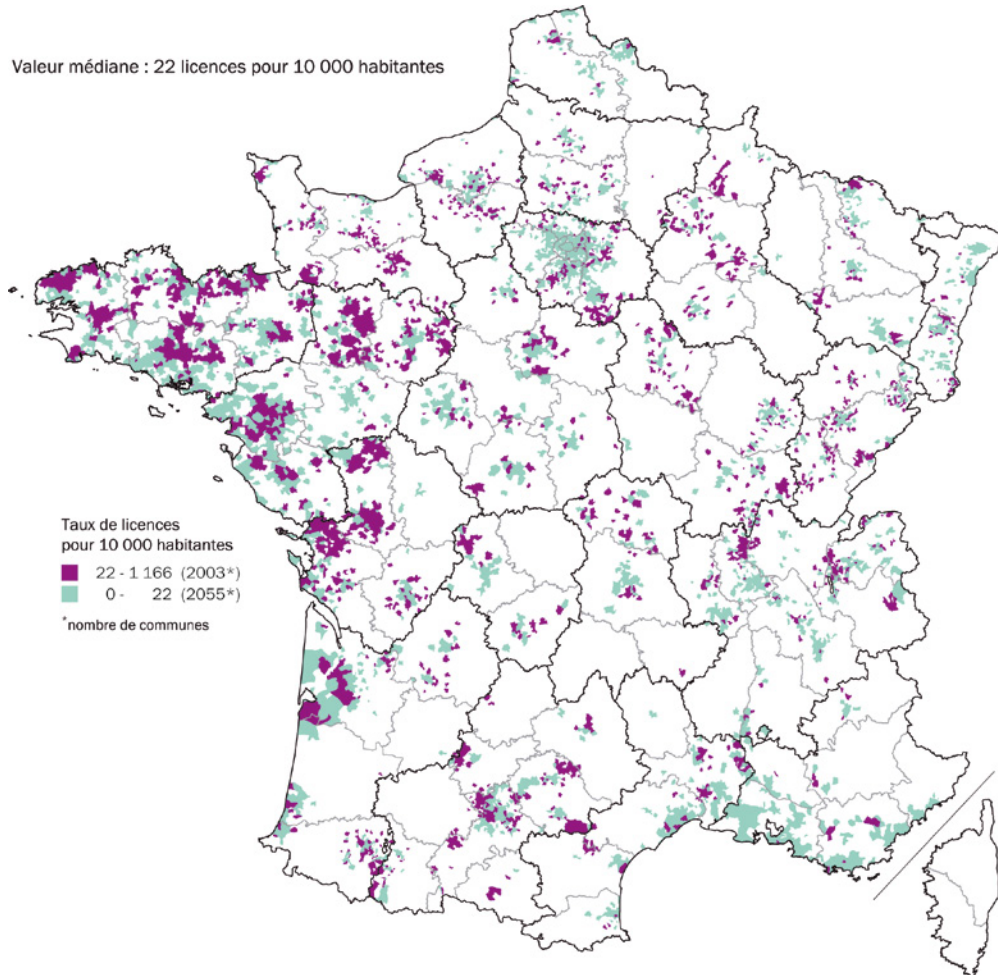 Valeur médiane : 22 licences pour 10 000 habitantes
Taux de licences
pour 10 000 habitantes
22 - 1 166 (2003*)
0 - 22 (2055*)
*nombre de communes